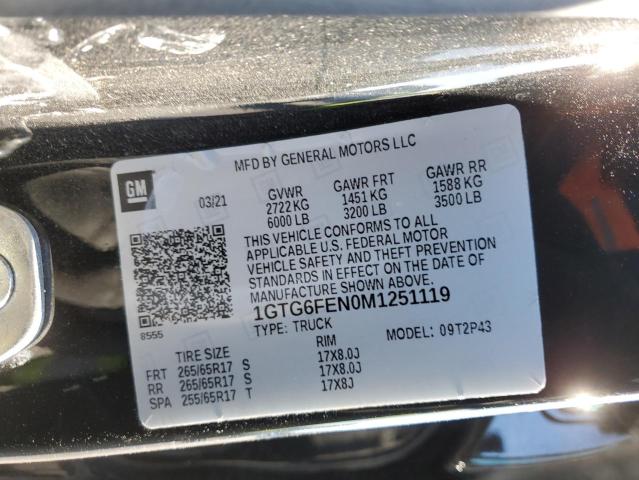 MFD BY GENERAL MOTORS LLC
GM
03/21
GVWR GAWR FRT GAWR RR
2722 KG 1451 KG 1588 KG
6000 LB 3200 LB 3500 LB
THIS VEHICLE CONFORMS TO ALL
APPLICABLE U.S. FEDERAL MOTOR
VEHICLE SAFETY AND THEFT PREVENTION
STANDARDS IN EFFECT ON THE DATE OF
MANUFACTURE SHOWN ABOVE.
1GTG6FEN0M1251119
8555
TYPE: TRUCK MODEL: 09T2P43
TIRE SIZE RIM
FRT 265/65R17 S 17X8.0J
RR 265/65R17 S 17X8.0J
SPA 255/65R17 T 17X8J